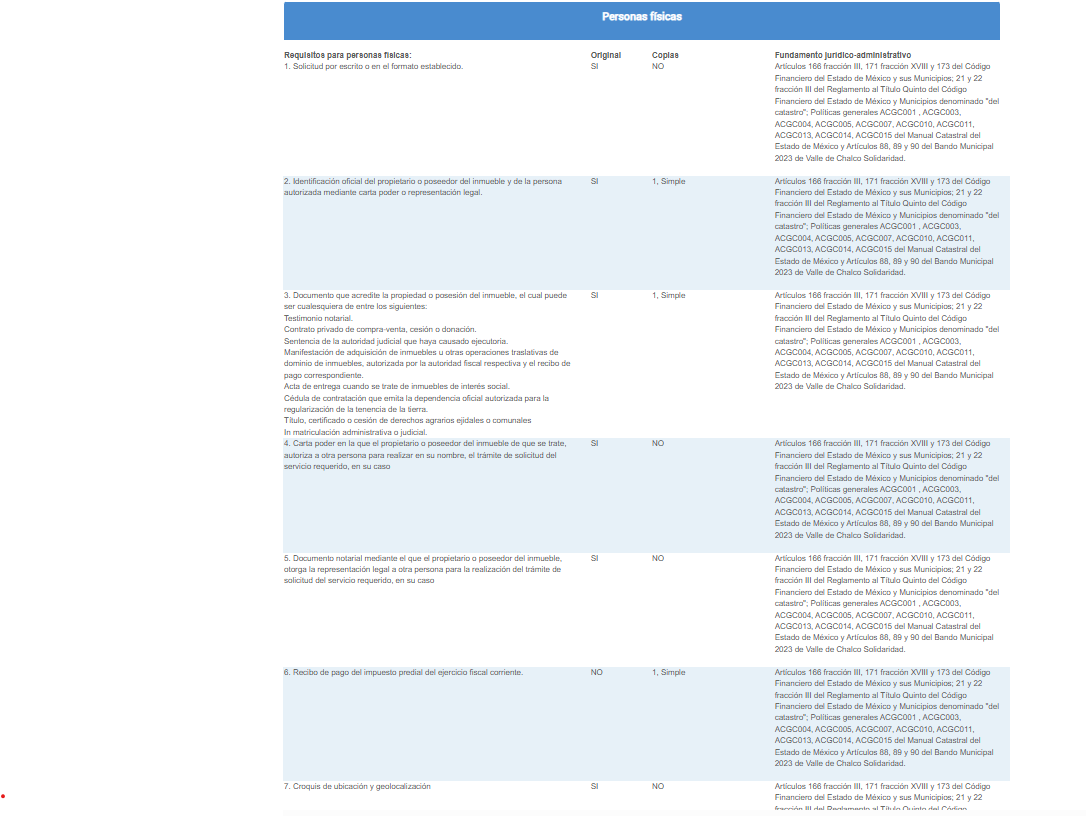 Personas físicas
Requisitos para personas físicas: Original Copias Fundamento jurídico-administrativo
1. Solicitud por escrito o en el formato establecido. SI NO Artículos 166 fracción III, 171 fracción XVIII y 173 del Código
Financiero del Estado de México y sus Municipios; 21 y 22
fracción III del Reglamento al Título Quinto del Código
Financiero del Estado de México y Municipios denominado "del
catastro"; Políticas generales ACGC001 , ACGC003,
ACGC004, ACGC005, ACGC007, ACGC010, ACGC011,
ACGC013, ACGC014, ACGC015 del Manual Catastral del
Estado de México y Artículos 88, 89 y 90 del Bando Municipal
2023 de Valle de Chalco Solidaridad.
2. Identificación oficial del propietario o poseedor del inmueble y de la persona SI 1, Simple Artículos 166 fracción III, 171 fracción XVIII y 173 del Código
autorizada mediante carta poder o representación legal. Financiero del Estado de México y sus Municipios; 21 y 22
fracción III del Reglamento al Título Quinto del Código
Financiero del Estado de México y Municipios denominado "del
catastro"; Políticas generales ACGC001 , ACGC003,
ACGC004, ACGC005, ACGC007, ACGC010, ACGC011,
ACGC013, ACGC014, ACGC015 del Manual Catastral del
Estado de México y Artículos 88, 89 y 90 del Bando Municipal
2023 de Valle de Chalco Solidaridad.
3. Documento que acredite la propiedad o posesión del inmueble, el cual puede SI 1, Simple Artículos 166 fracción III, 171 fracción XVIII y 173 del Código
ser cualesquiera de entre los siguientes: Financiero del Estado de México y sus Municipios; 21 y 22
Testimonio notarial. fracción III del Reglamento al Título Quinto del Código
Contrato privado de compra-venta, cesión o donación. Financiero del Estado de México y Municipios denominado "del
Sentencia de la autoridad judicial que haya causado ejecutoria. catastro"; Políticas generales ACGC001 , ACGC003,
Manifestación de adquisición de inmuebles u otras operaciones traslativas de ACGC004, ACGC005, ACGC007, ACGC010, ACGC011,
dominio de inmuebles, autorizada por la autoridad fiscal respectiva y el recibo de ACGC013, ACGC014, ACGC015 del Manual Catastral del
pago correspondiente. Estado de México y Artículos 88, 89 y 90 del Bando Municipal
Acta de entrega cuando se trate de inmuebles de interés social. 2023 de Valle de Chalco Solidaridad.
Cédula de contratación que emita la dependencia oficial autorizada para la
regularización de la tenencia de la tierra.
Título, certificado o cesión de derechos agrarios ejidales o comunales
In matriculación administrativa o judicial.
4. Carta poder en la que el propietario o poseedor del inmueble de que se trate, SI NO Artículos 166 fracción III, 171 fracción XVIII y 173 del Código
autoriza a otra persona para realizar en su nombre, el trámite de solicitud del Financiero del Estado de México y sus Municipios; 21 y 22
servicio requerido, en su caso fracción III del Reglamento al Título Quinto del Código
Financiero del Estado de México y Municipios denominado "del
catastro"; Políticas generales ACGC001 , ACGC003,
ACGC004, ACGC005, ACGC007, ACGC010, ACGC011,
ACGC013, ACGC014, ACGC015 del Manual Catastral del
Estado de México y Artículos 88, 89 y 90 del Bando Municipal
2023 de Valle de Chalco Solidaridad.
5. Documento notarial mediante el que el propietario o poseedor del inmueble, SI NO Artículos 166 fracción III, 171 fracción XVIII y 173 del Código
otorga la representación legal a otra persona para la realización del trámite de Financiero del Estado de México y sus Municipios; 21 y 22
solicitud del servicio requerido, en su caso fracción III del Reglamento al Título Quinto del Código
Financiero del Estado de México y Municipios denominado "del
catastro"; Políticas generales ACGC001 , ACGC003,
ACGC004, ACGC005, ACGC007, ACGC010, ACGC011,
ACGC013, ACGC014, ACGC015 del Manual Catastral del
Estado de México y Artículos 88, 89 y 90 del Bando Municipal
2023 de Valle de Chalco Solidaridad.
6. Recibo de pago del impuesto predial del ejercicio fiscal corriente. NO 1, Simple Artículos 166 fracción III, 171 fracción XVIII y 173 del Código
Financiero del Estado de México y sus Municipios; 21 y 22
fracción III del Reglamento al Título Quinto del Código
Financiero del Estado de México y Municipios denominado "del
catastro"; Políticas generales ACGC001 , ACGC003,
ACGC004, ACGC005, ACGC007, ACGC010, ACGC011,
ACGC013, ACGC014, ACGC015 del Manual Catastral del
Estado de México y Artículos 88, 89 y 90 del Bando Municipal
2023 de Valle de Chalco Solidaridad.
7. Croquis de ubicación y geolocalización SI NO Artículos 166 fracción III, 171 fracción XVIII y 173 del Código
Financiero del Estado de México y sus Municipios; 21 y 22
fracción III del Reglamento al Título Quinto del Código